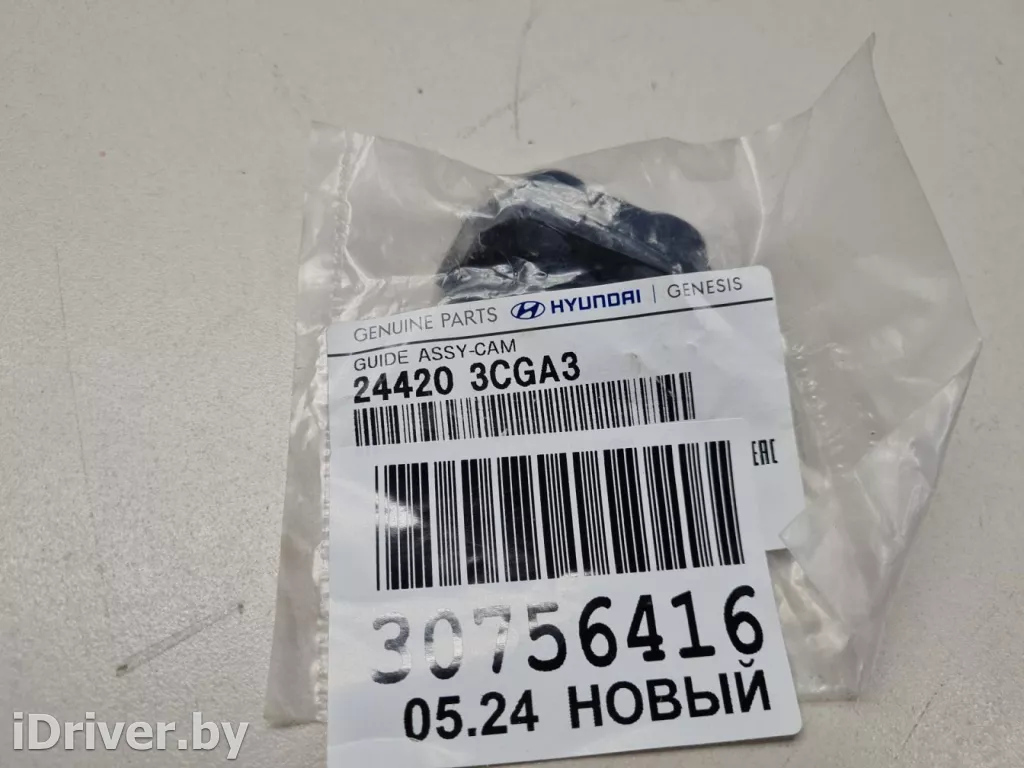 GENUINE PARTS HYUNDAI | GENESIS
GUIDE ASSY-CAM
24420 3CGA3
EAC
30756416
05.24 НОВЫЙ
iDriver.by